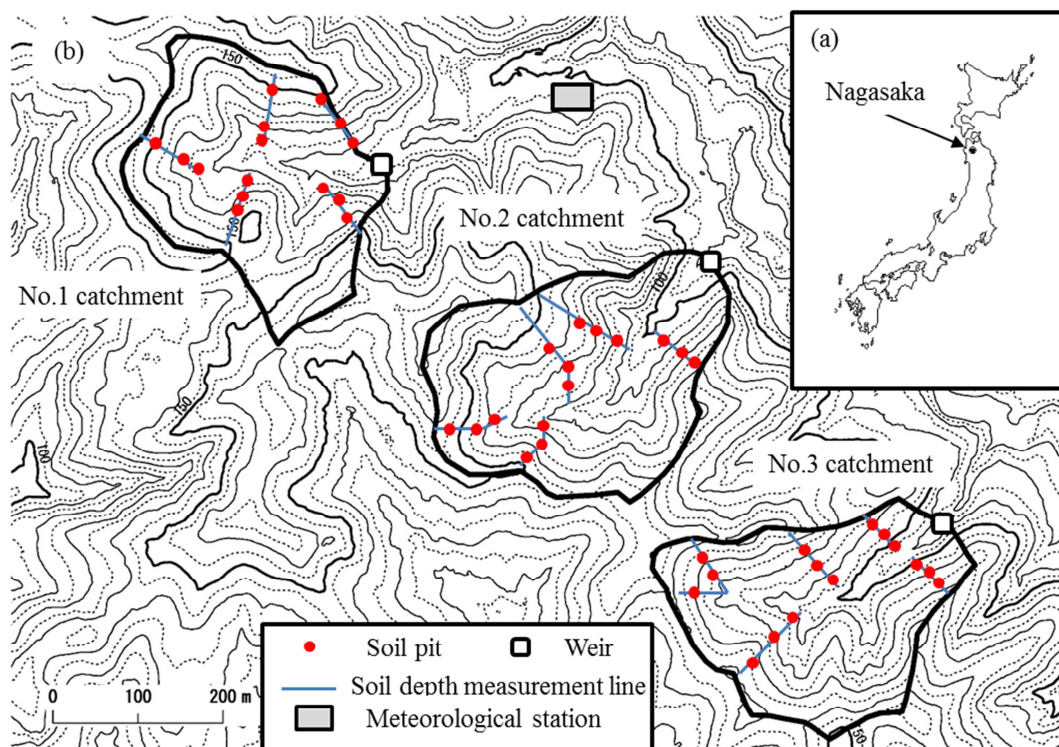 (b)
(a)
Nagasaka
150
No.2 catchment
150
100
No.1 catchment
150
100
No.3 catchment
Soil pit
Weir
Soil depth measurement line
Meteorological station
0 100 200 m
150